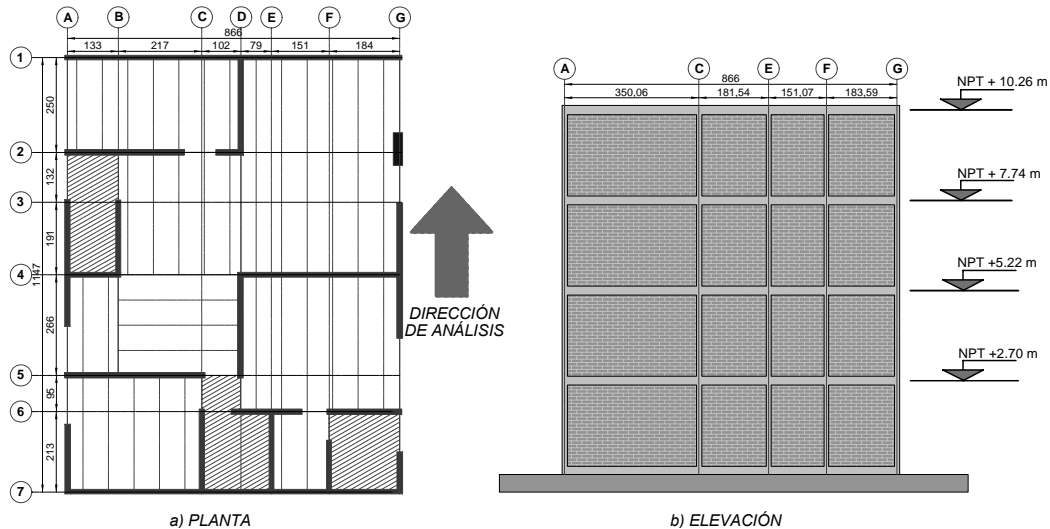 A B C D E F G
866
133 217 102 79 151 184
1
2
3
4
5
6
7
250
132
191
1147
266
95
213
DIRECCIÓN
DE ANÁLISIS
a) PLANTA
A C E F G
866
350,06 181,54 151,07 183,59
NPT + 10.26 m
NPT + 7.74 m
NPT +5.22 m
NPT +2.70 m
b) ELEVACIÓN